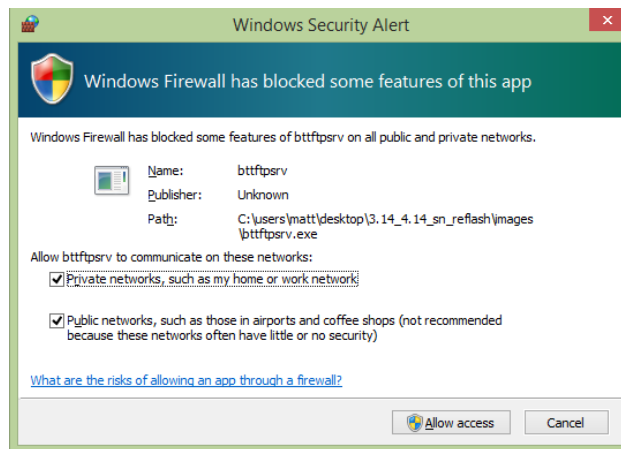 Windows Security Alert
Windows Firewall has blocked some features of this app
Windows Firewall has blocked some features of bttftpsrv on all public and private networks.
Name: bttftpsrv
Publisher: Unknown
Path: C:\users\matt\desktop\3.14_4.14_sn_reflash\images
\bttftpsrv.exe
Allow bttftpsrv to communicate on these networks:
Private networks, such as my home or work network
Public networks, such as those in airports and coffee shops (not recommended
because these networks often have little or no security)
What are the risks of allowing an app through a firewall?
Allow access Cancel